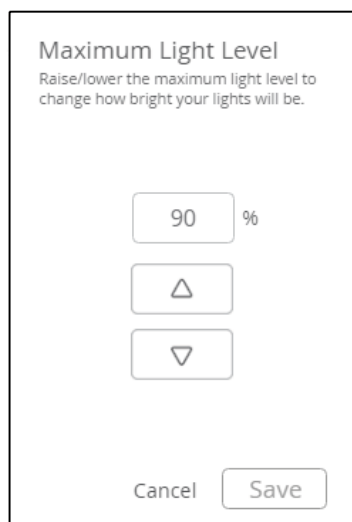 Maximum Light Level
Raise/lower the maximum light level to
change how bright your lights will be.
90 %
Cancel Save